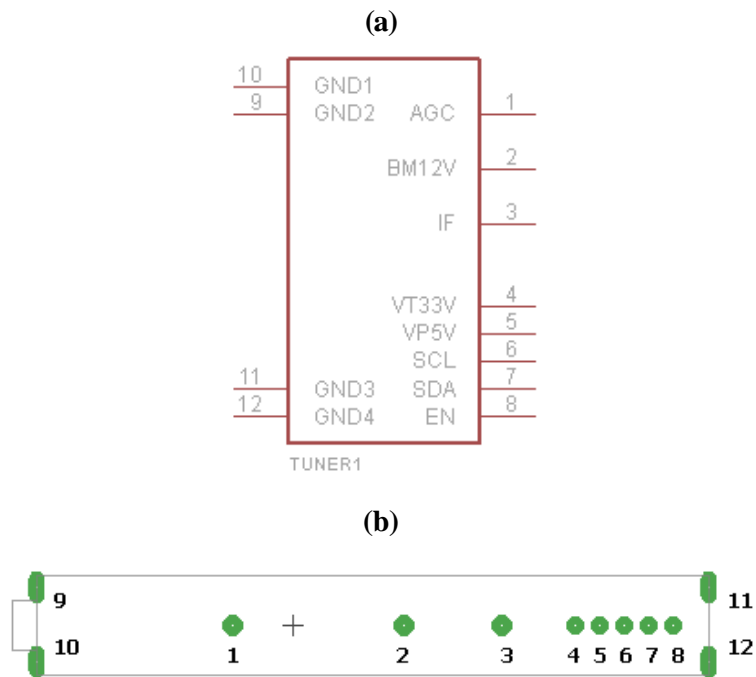 (a)
10 GND1
9 GND2 AGC 1
BM12V 2
IF 3
VT33V 4
VP5V 5
SCL 6
11 GND3 SDA 7
12 GND4 EN 8
TUNER1
(b)
9 11
10 1 2 3 4 5 6 7 8 12